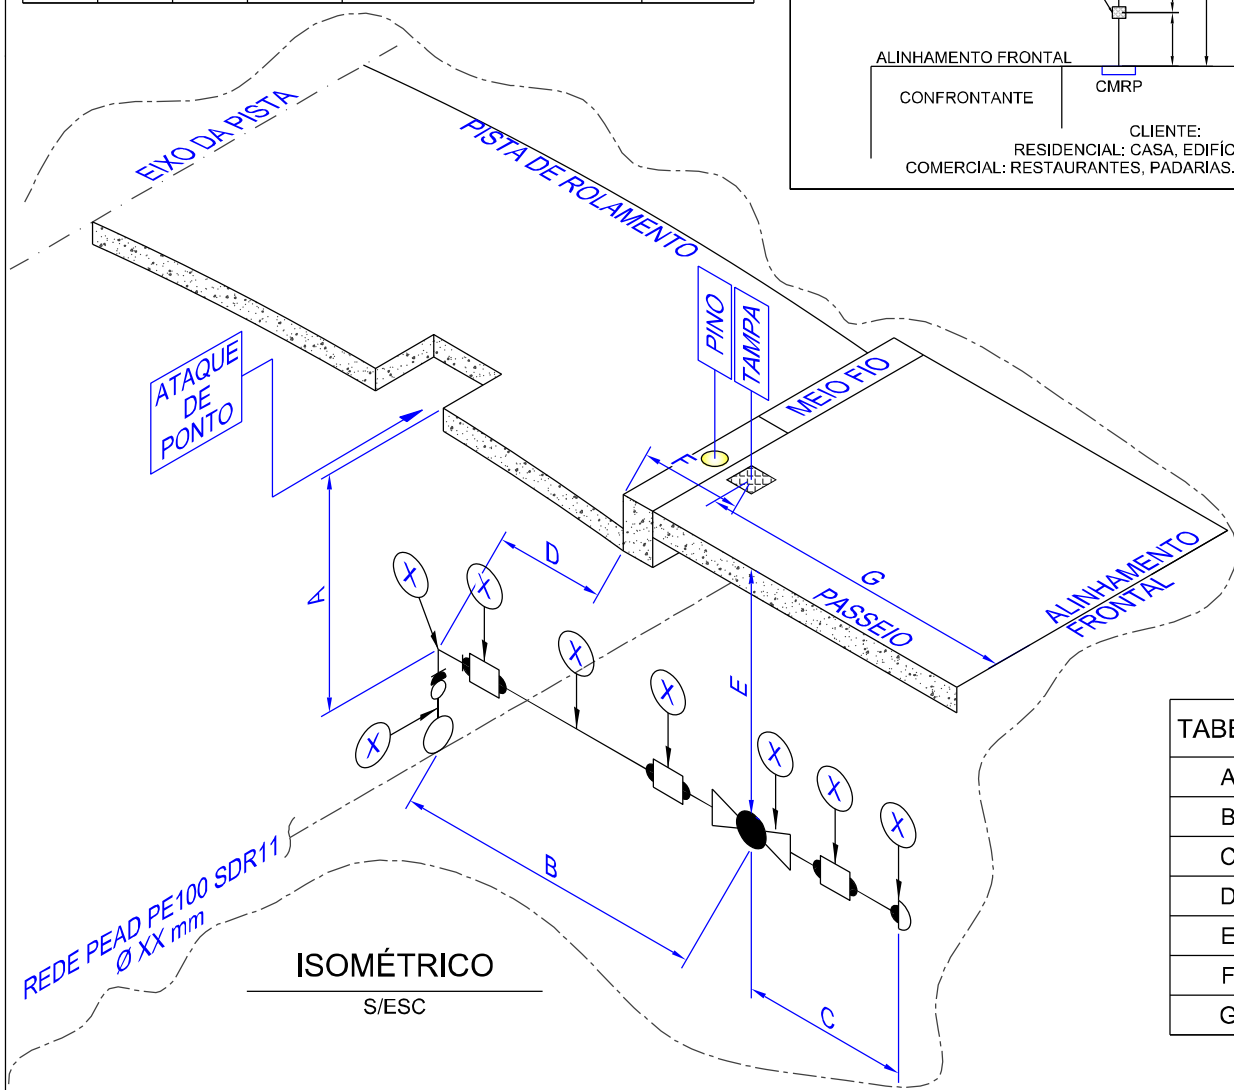 ALINHAMENTO FRONTAL
CONFRONTANTE
CMRP
CLIENTE:
RESIDENCIAL: CASA, EDIFÍC
COMERCIAL: RESTAURANTES, PADARIAS.
EIXO DA PISTA
PISTA DE ROLAMENTO
PINO
TAMPA
MEIO FIO
ATAQUE
DE
PONTO
F
D
A
G
PASSEIO
ALINHAMENTO
FRONTAL
X
X
X
X
X
X
X
X
E
B
C
REDE PEAD PE100 SDR11
Ø XX mm
ISOMÉTRICO
S/ESC
TABE
A
B
C
D
E
F
G